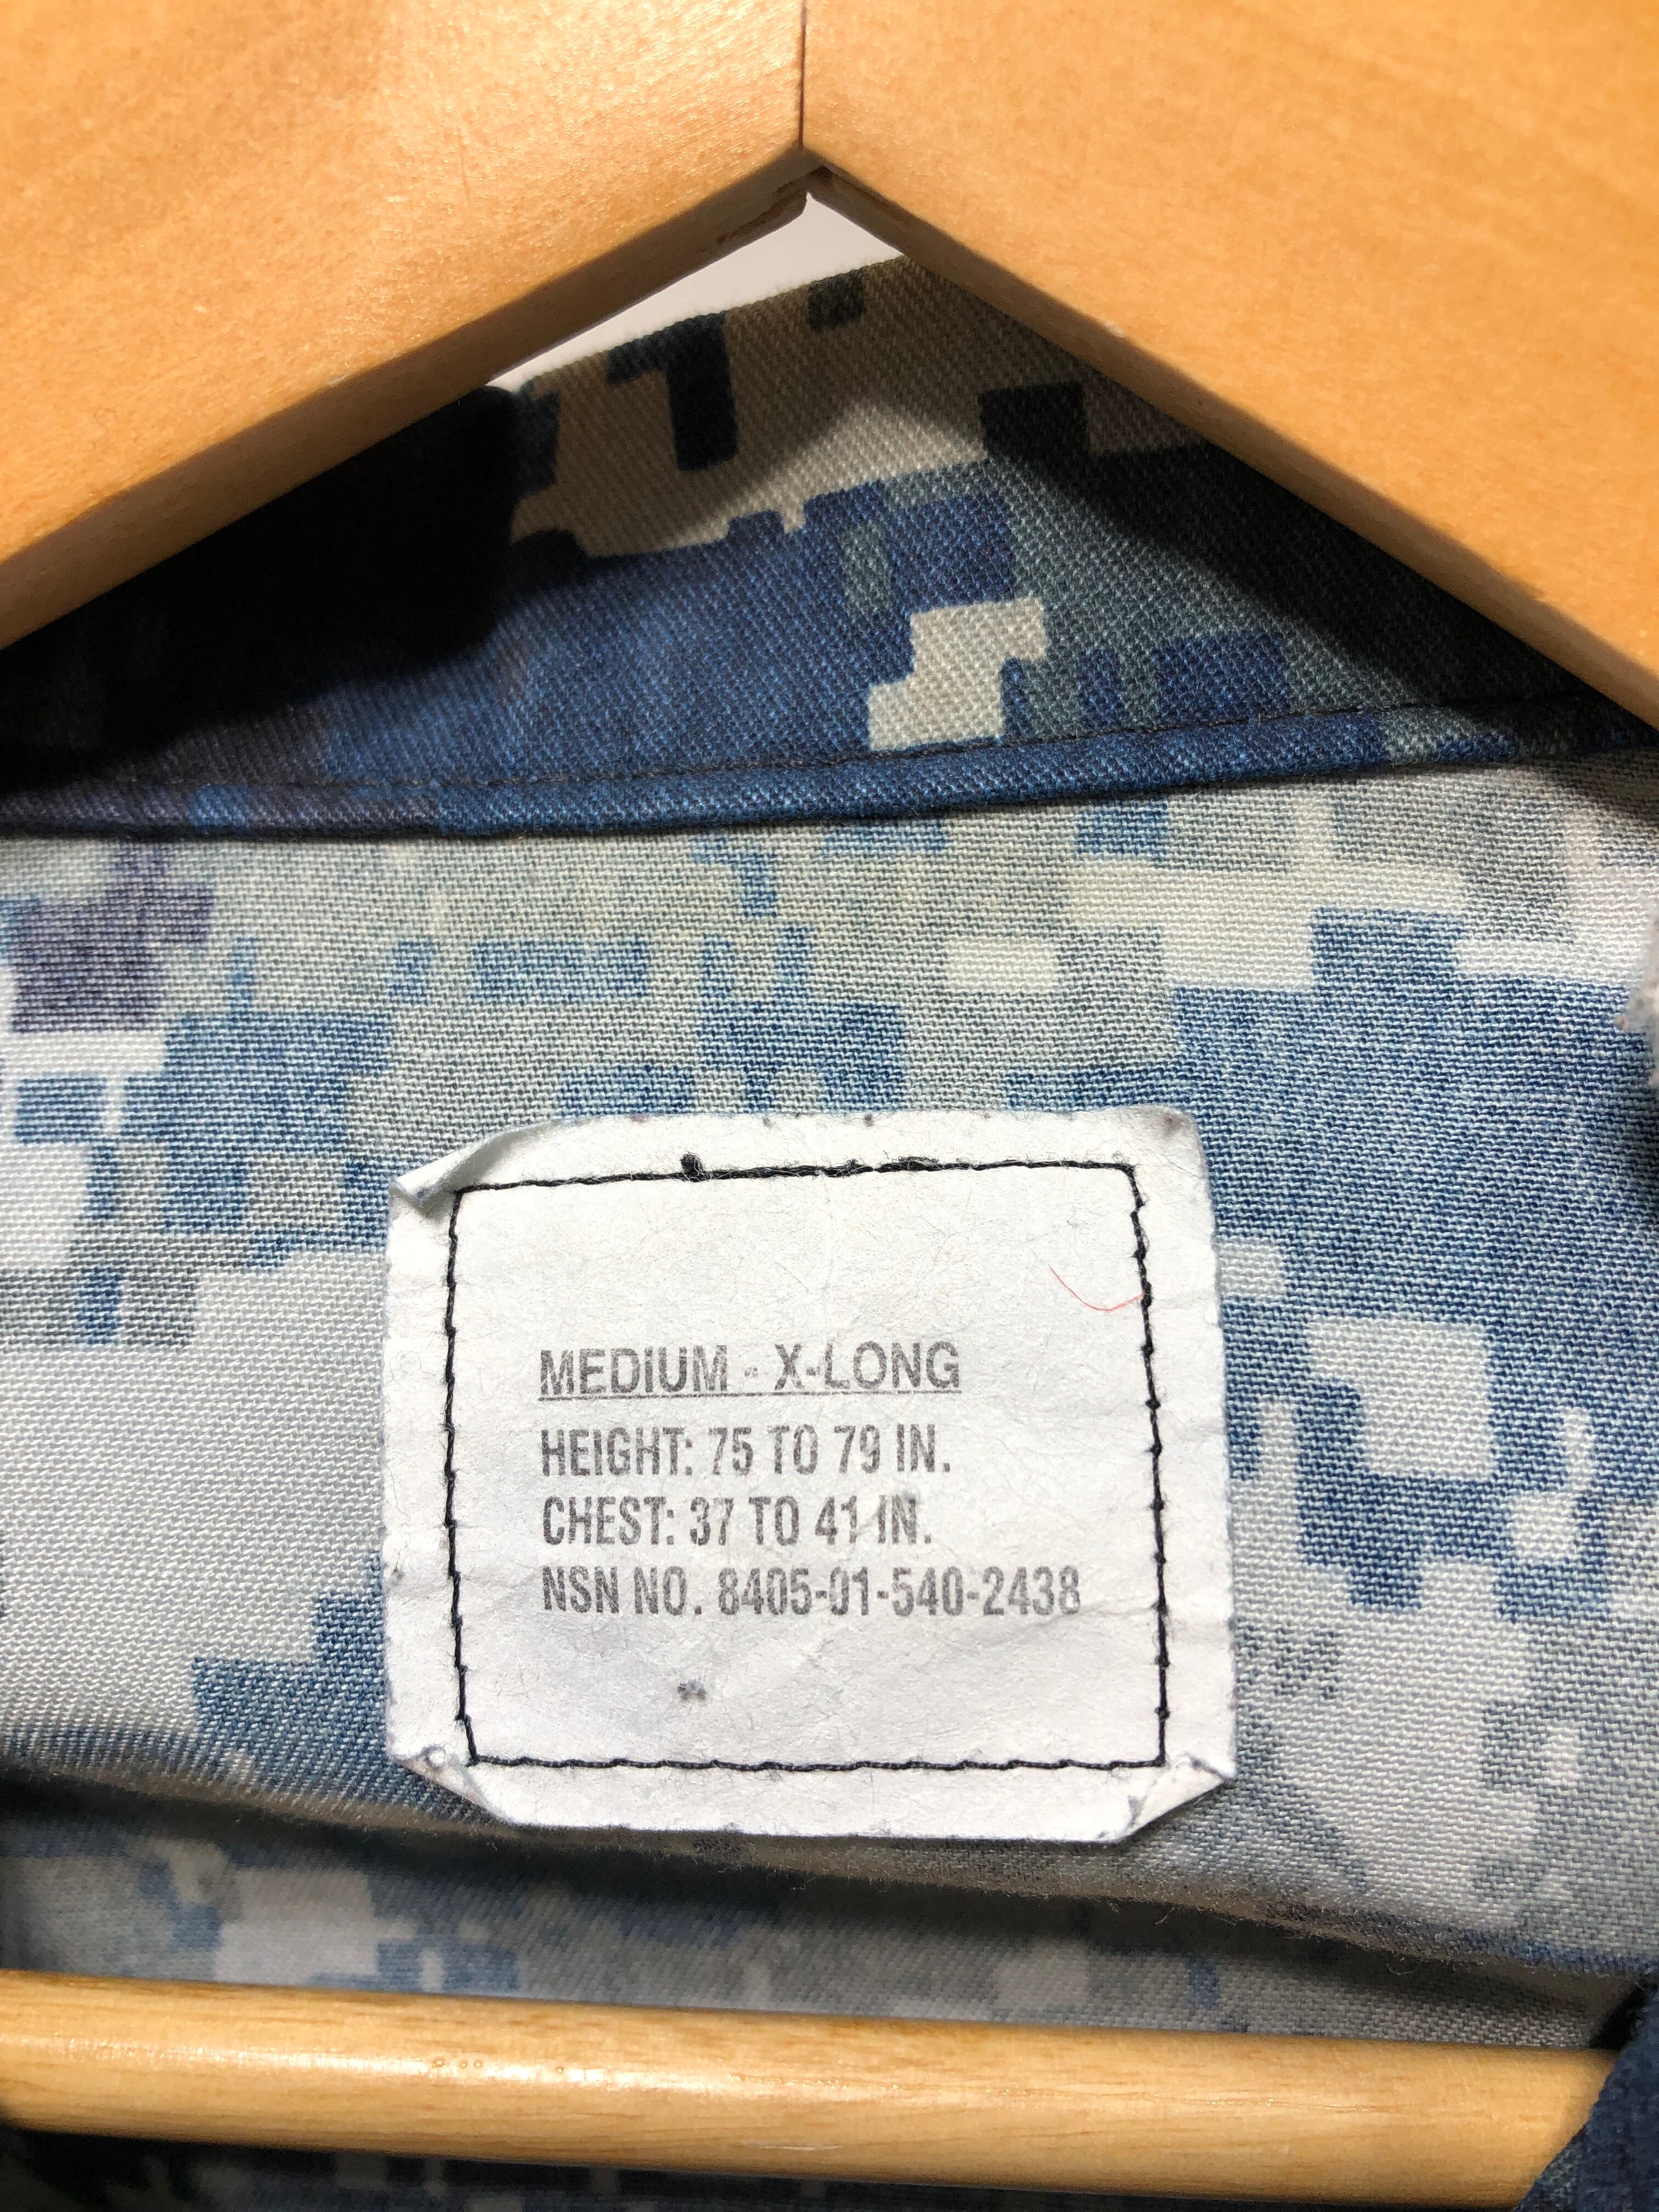 MEDIUM - X-LONG
HEIGHT: 75 TO 79 IN.
CHEST: 37 TO 41 IN.
NSN NO. 8405-01-540-2438